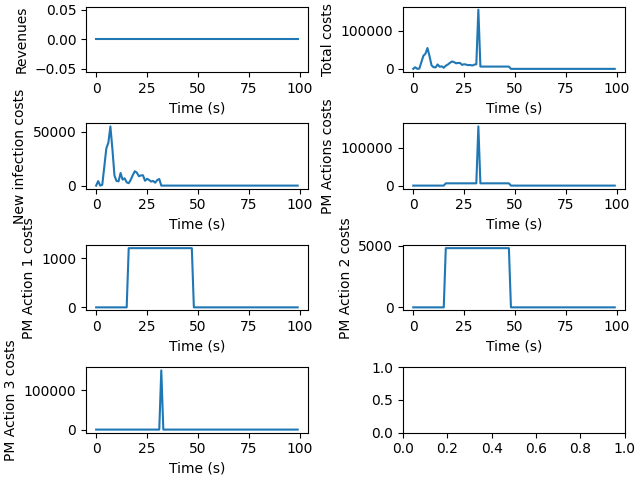 Revenues
0.05
0.00
−0.05
0 25 50 75 100
Time (s)
Total costs
100000
0
0 25 50 75 100
Time (s)
New infection costs
50000
0
0 25 50 75 100
Time (s)
PM Actions costs
100000
0
0 25 50 75 100
Time (s)
PM Action 1 costs
1000
0
0 25 50 75 100
Time (s)
PM Action 2 costs
5000
0
0 25 50 75 100
Time (s)
PM Action 3 costs
100000
0
0 25 50 75 100
Time (s)
1.0
0.5
0.0
0.0 0.2 0.4 0.6 0.8 1.0